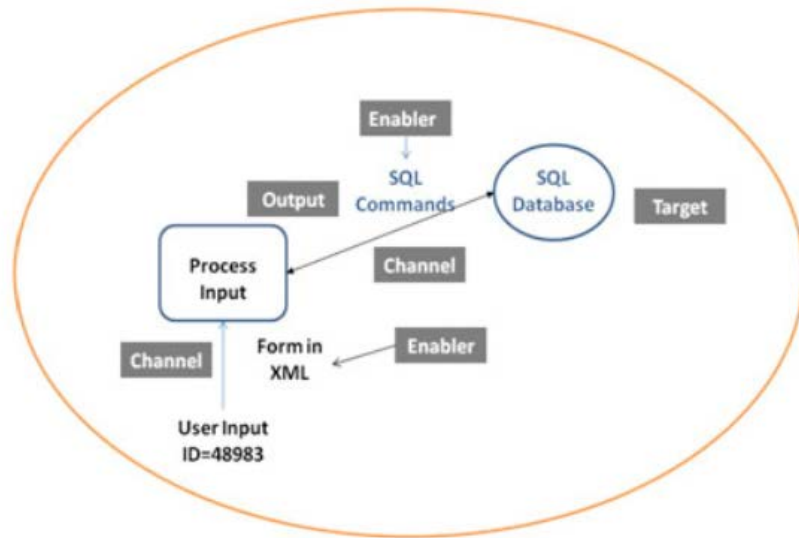 Enabler
SQL
Commands
SQL
Database
Output
Target
Process
Input
Channel
Channel
Form in
XML
Enabler
User Input
ID=48983